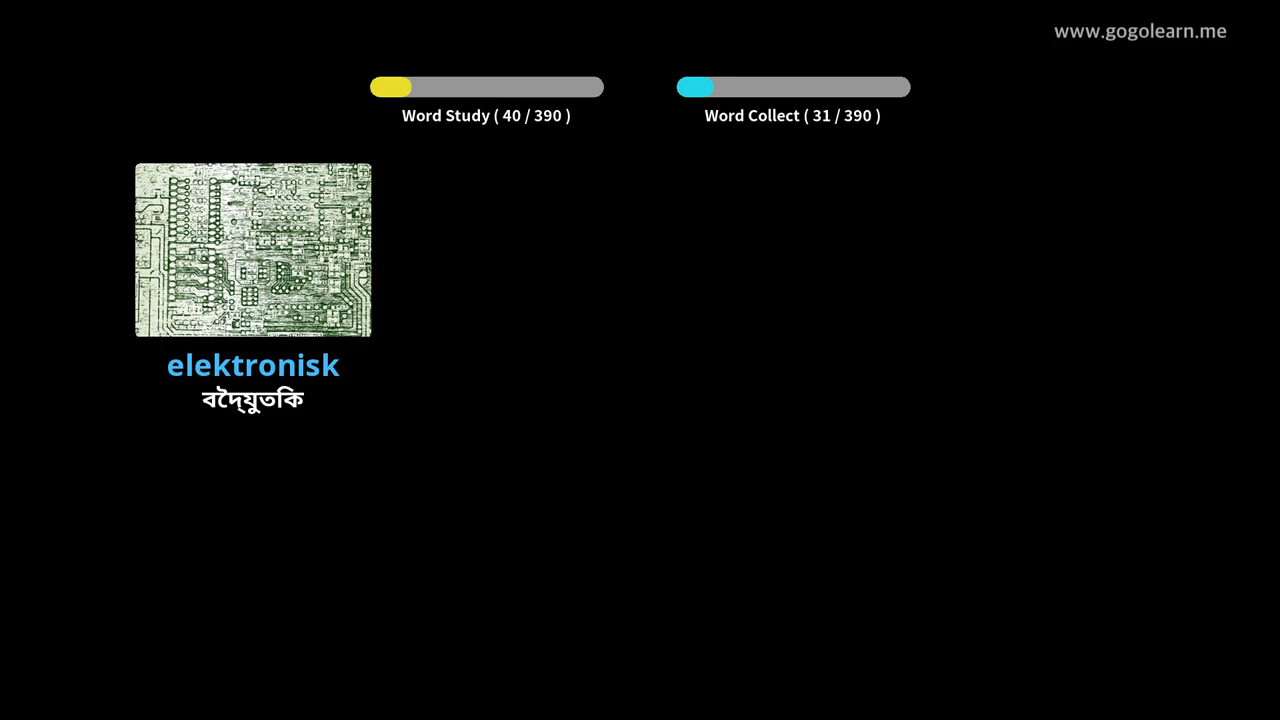 www.gogolearn.me
Word Study ( 40 / 390 )
Word Collect ( 31 / 390 )
elektronisk
বৈদ্যুতিক